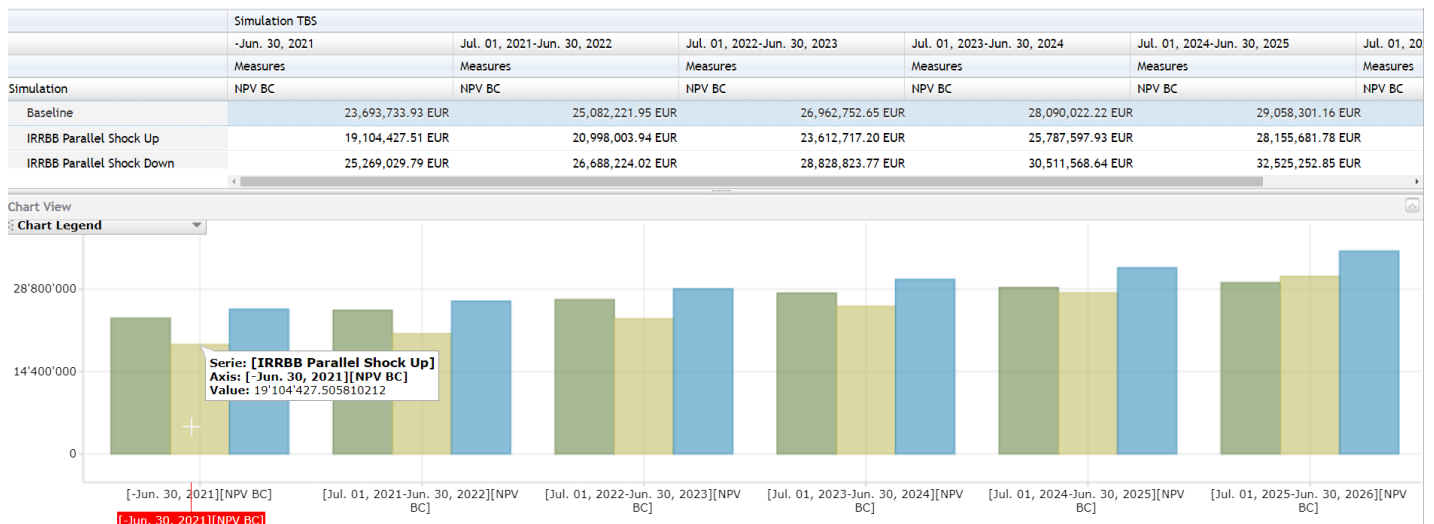 Simulation TBS
-Jun. 30, 2021 Jul. 01, 2021-Jun. 30, 2022 Jul. 01, 2022-Jun. 30, 2023 Jul. 01, 2023-Jun. 30, 2024 Jul. 01, 2024-Jun. 30, 2025 Jul. 01, 20
Measures Measures Measures Measures Measures Measures
Simulation NPV BC NPV BC NPV BC NPV BC NPV BC NPV BC
Baseline 23,693,733.93 EUR 25,082,221.95 EUR 26,962,752.65 EUR 28,090,022.22 EUR 29,058,301.16 EUR
IRRBB Parallel Shock Up 19,104,427.51 EUR 20,998,003.94 EUR 23,612,717.20 EUR 25,787,597.93 EUR 28,155,681.78 EUR
IRRBB Parallel Shock Down 25,269,029.79 EUR 26,688,224.02 EUR 28,828,823.77 EUR 30,511,568.64 EUR 32,525,252.85 EUR
Chart View
Chart Legend
28'800'000
14'400'000
0
Serie: [IRRBB Parallel Shock Up]
Axis: [-Jun. 30, 2021][NPV BC]
Value: 19'104'427.505810212
[-Jun. 30, 2021][NPV BC] [Jul. 01, 2021-Jun. 30, 2022][NPV [Jul. 01, 2022-Jun. 30, 2023][NPV [Jul. 01, 2023-Jun. 30, 2024][NPV [Jul. 01, 2024-Jun. 30, 2025][NPV [Jul. 01, 2025-Jun. 30, 2026][NPV
BC] BC] BC] BC] BC]
[-Jun. 30, 2021][NPV BC]